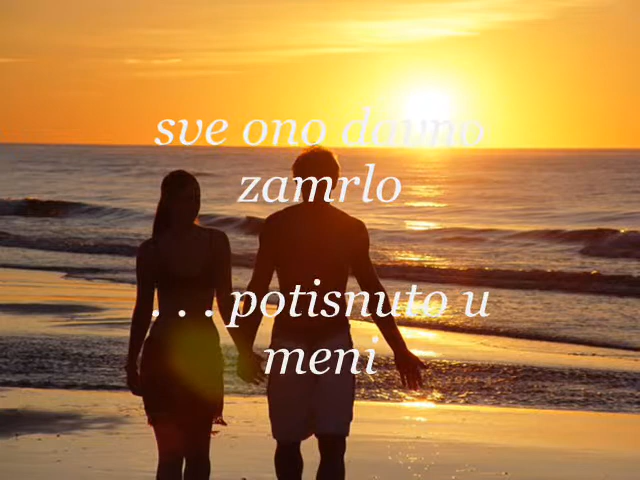 sve ono davno
zamrlo
. . . potisnuto u
meni